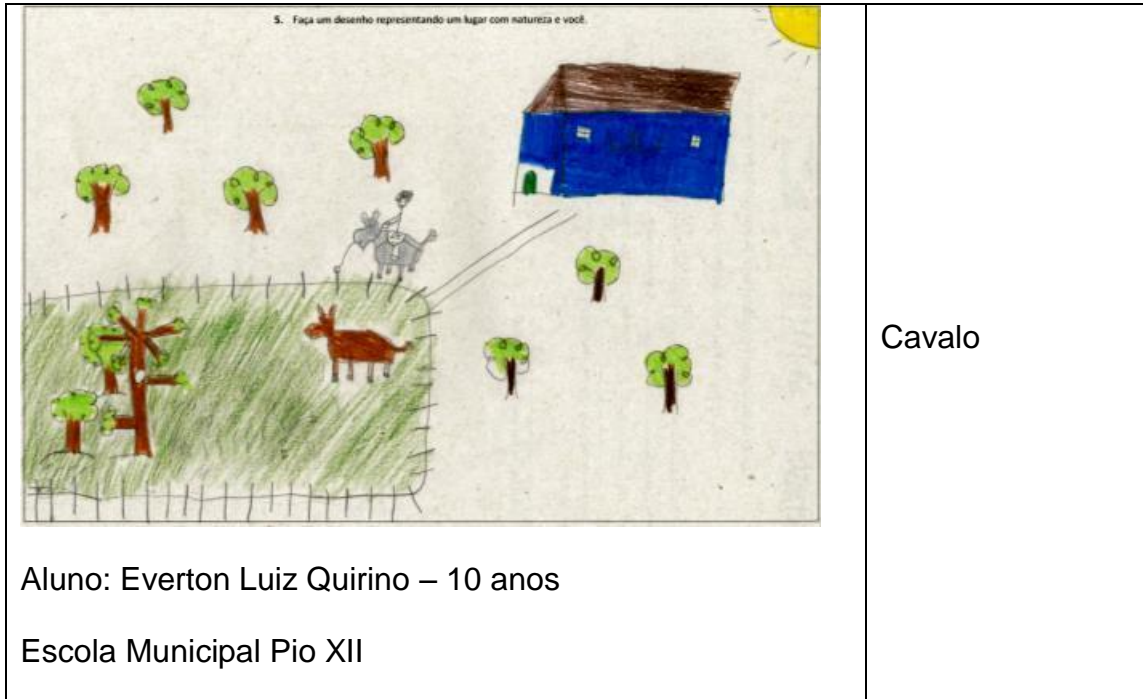 5. Faça um desenho representando um lugar com natureza e você.
Cavalo
Aluno: Everton Luiz Quirino – 10 anos
Escola Municipal Pio XII